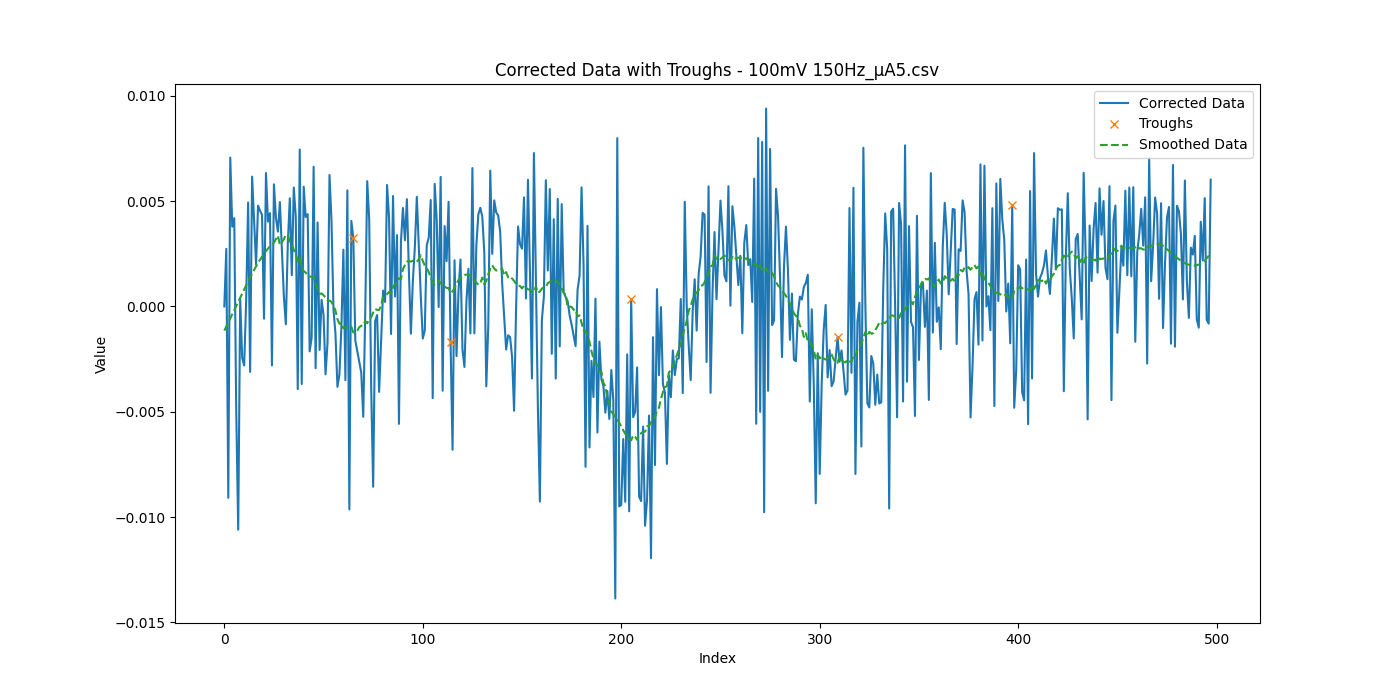 Corrected Data with Troughs - 100mV 150Hz_µA5.csv
Corrected Data
Troughs
Smoothed Data
0.010
0.005
0.000
−0.005
−0.010
−0.015
Value
0 100 200 300 400 500
Index